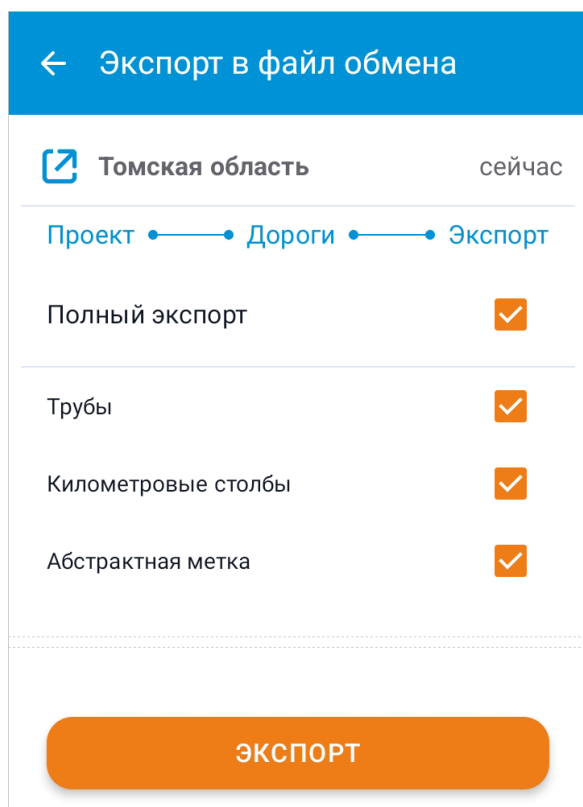 Экспорт в файл обмена
Томская область сейчас
Проект Дороги Экспорт
Полный экспорт
Трубы
Километровые столбы
Абстрактная метка
ЭКСПОРТ